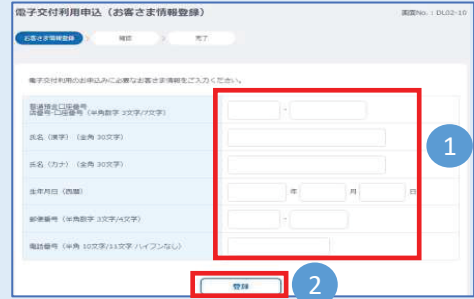 電子交付利用申込（お客さま情報登録）
画面No.：DL02-10
お客さま情報登録
確認
完了
電子交付利用のお申込みに必要なお客さま情報をご入力ください。
普通預金口座番号
店番号-口座番号（半角数字 3文字/7文字）
-
氏名（漢字）（全角 30文字）
氏名（カナ）（全角 30文字）
生年月日（西暦）
年 月 日
郵便番号（半角数字 3文字/4文字）
-
電話番号（半角 10文字/11文字 ハイフンなし）
1
登録
2